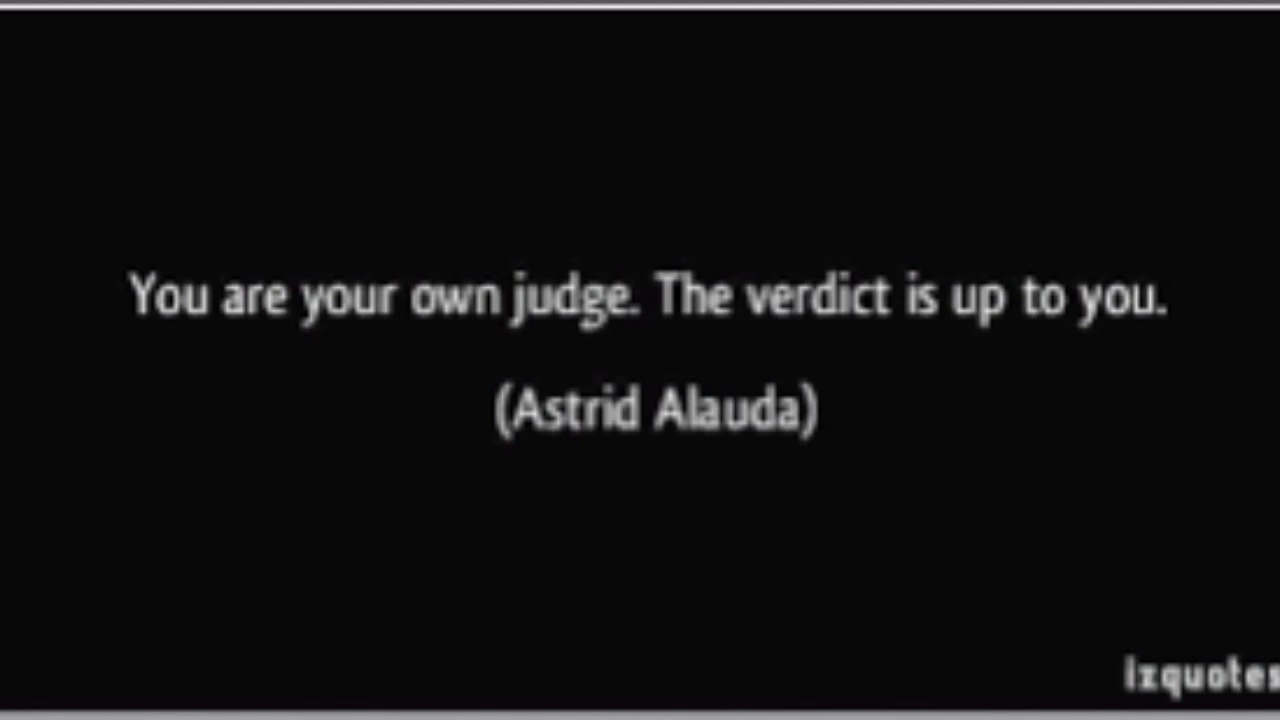 You are your own judge. The verdict is up to you.
(Astrid Alauda)
Izquotes